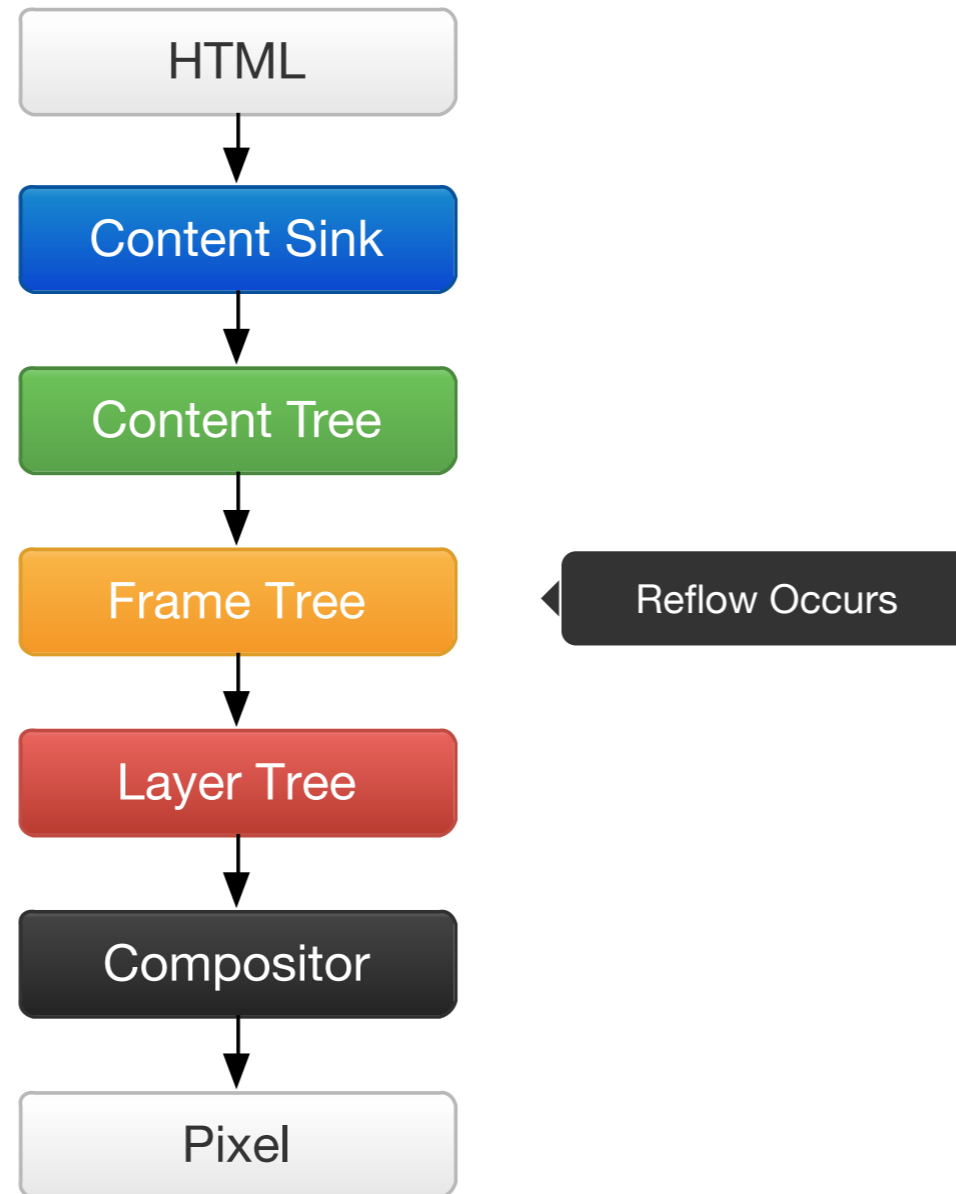 HTML
Content Sink
Content Tree
Frame Tree
Reflow Occurs
Layer Tree
Compositor
Pixel